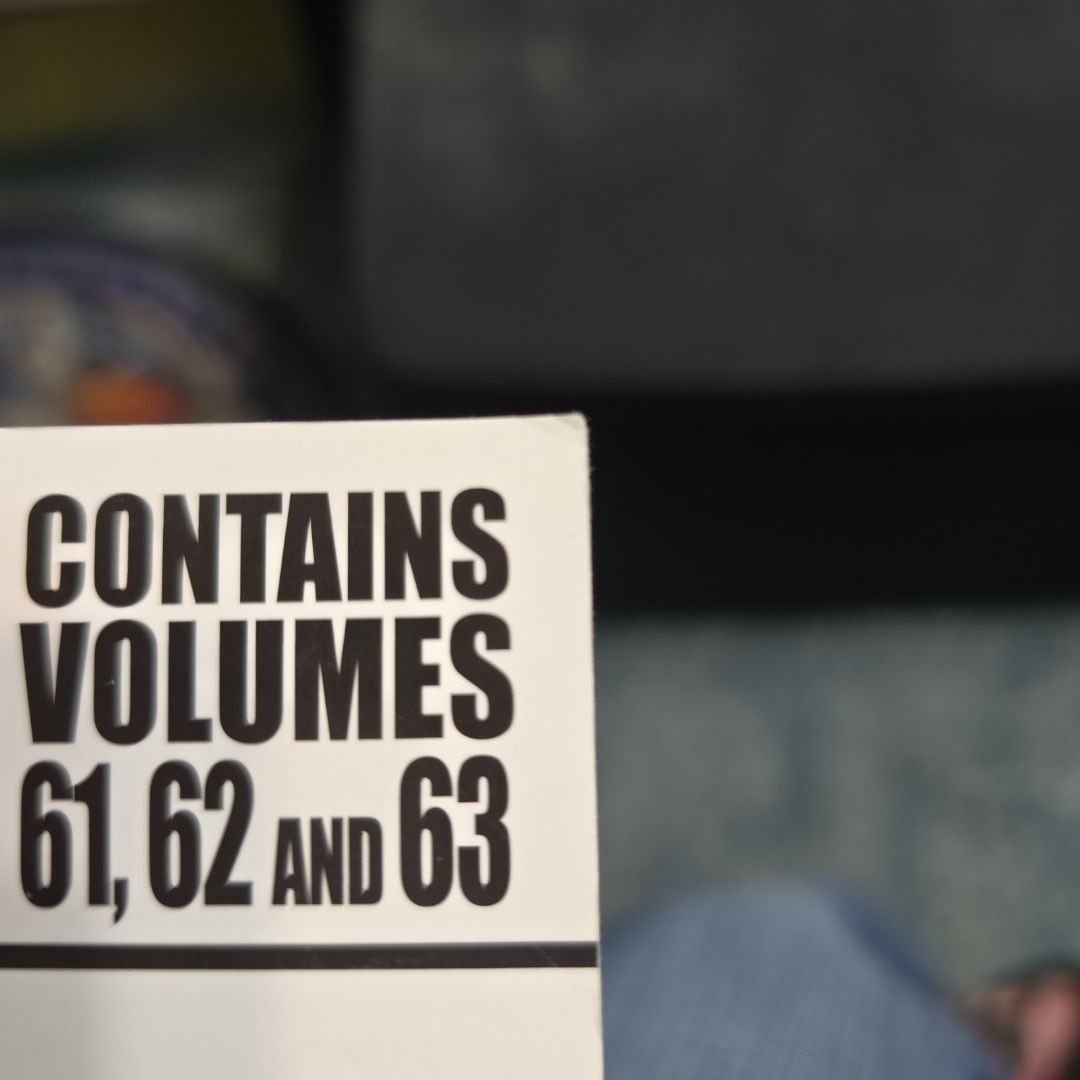 CONTAINS
VOLUMES
61, 62 AND 63